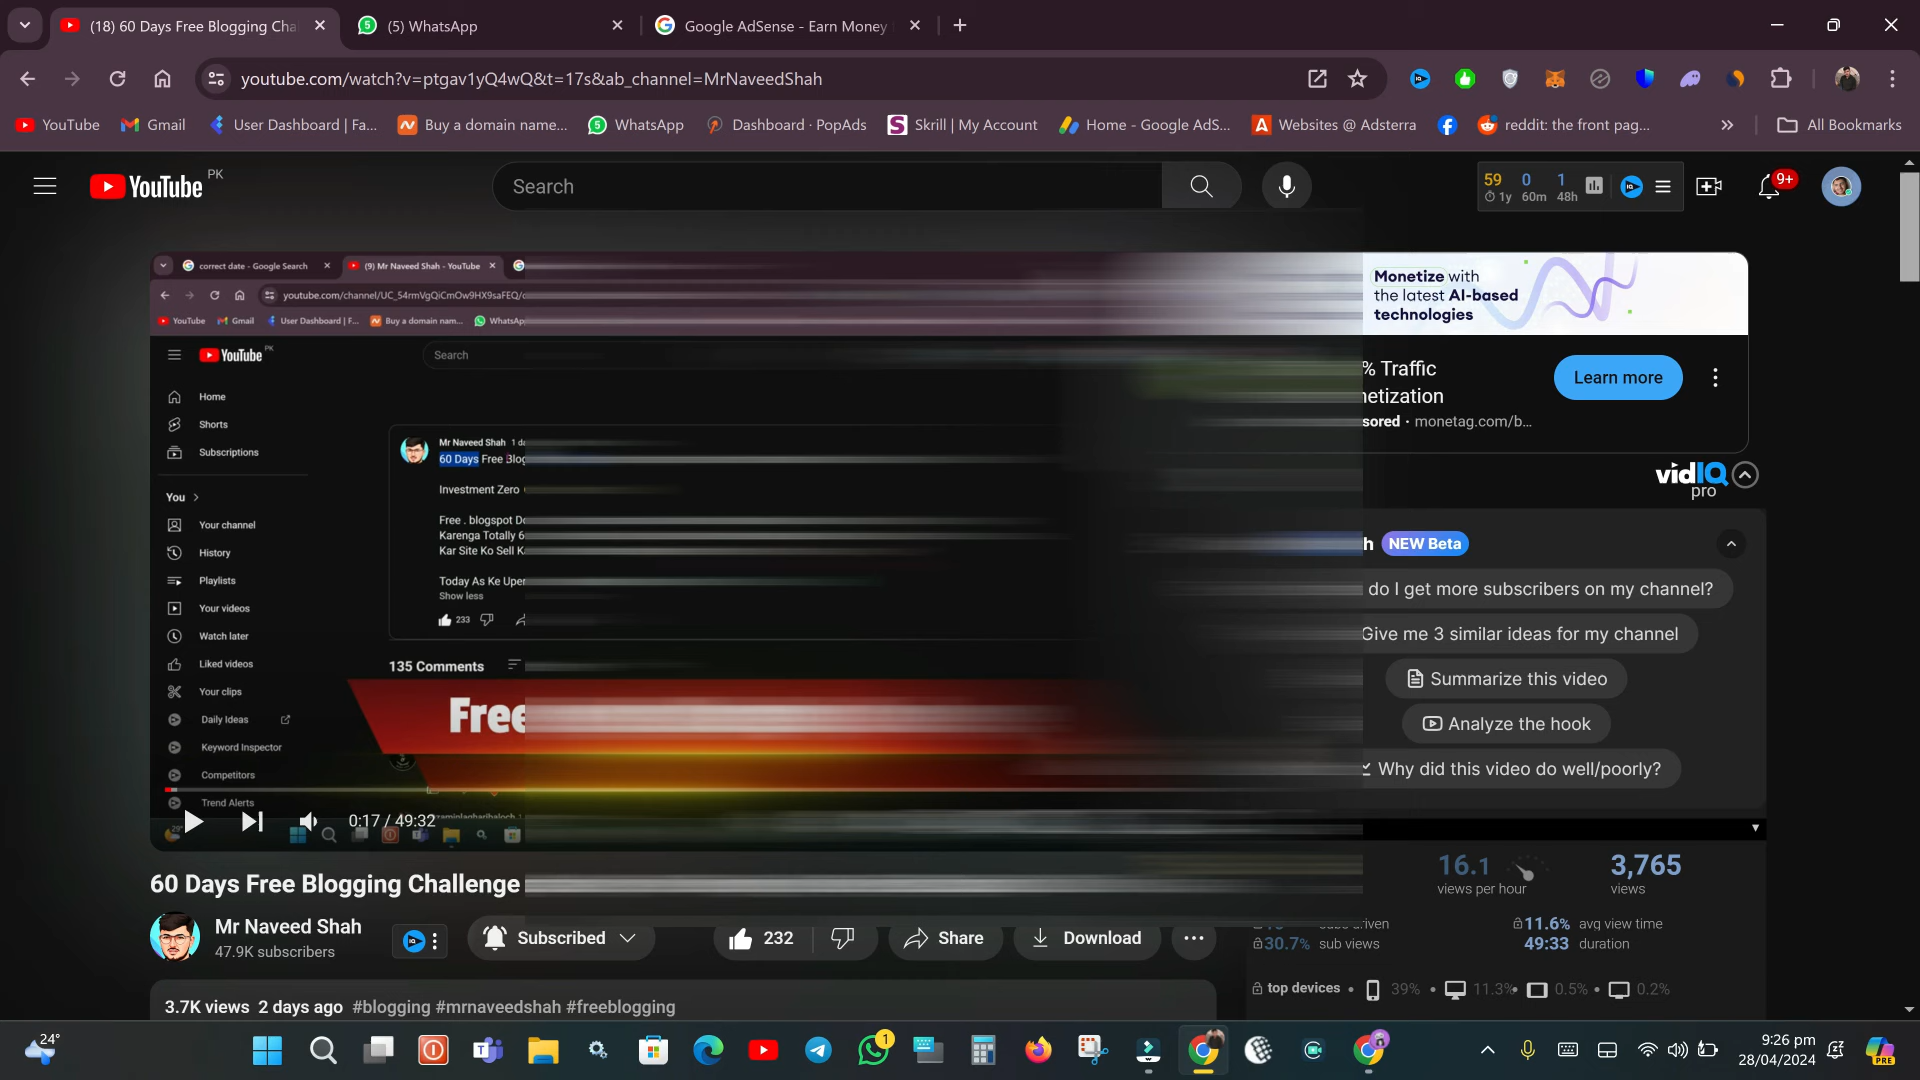 (18) 60 Days Free Blogging Cha
(5) WhatsApp
Google AdSense - Earn Money
youtube.com/watch?v=ptgav1yQ4wQ&t=17s&ab_channel=MrNaveedShah
YouTube
Gmail
User Dashboard | Fa...
Buy a domain name...
WhatsApp
Dashboard · PopAds
Skrill | My Account
Home - Google AdS...
Websites @ Adsterra
reddit: the front pag...
»
All Bookmarks
YouTube PK
Search
59 0 1
1y 60m 48h
9+
correct date - Google Search
(9) Mr Naveed Shah - YouTube
youtube.com/channel/UC_54rmVgQiCmOw9HX9saFEQ/c
YouTube
Gmail
User Dashboard | F...
Buy a domain nam...
WhatsAp
YouTube PK
Search
Home
Shorts
Subscriptions
You >
Your channel
History
Playlists
Your videos
Watch later
Liked videos
Your clips
Daily Ideas
Keyword Inspector
Competitors
Trend Alerts
Mr Naveed Shah 1 d
60 Days Free Blog
Investment Zero
Free . blogspot Do
Karenga Totally 6
Kar Site Ko Sell K
Today As Ke Uper
Show less
233
135 Comments
Free
0:17 / 49:32
Monetize with
the latest AI-based
technologies
% Traffic
netization
sored · monetag.com/b...
Learn more
vidIQ
pro
h NEW Beta
do I get more subscribers on my channel?
Give me 3 similar ideas for my channel
Summarize this video
Analyze the hook
Why did this video do well/poorly?
16.1
views per hour
3,765
views
subs driven
11.6% avg view time
30.7% sub views
49:33 duration
top devices • 39% • 11.3% • 0.5% • 0.2%
60 Days Free Blogging Challenge
Mr Naveed Shah
47.9K subscribers
Subscribed
232
Share
Download
3.7K views 2 days ago #blogging #mrnaveedshah #freeblogging
24°
1
9:26 pm
28/04/2024
PRE